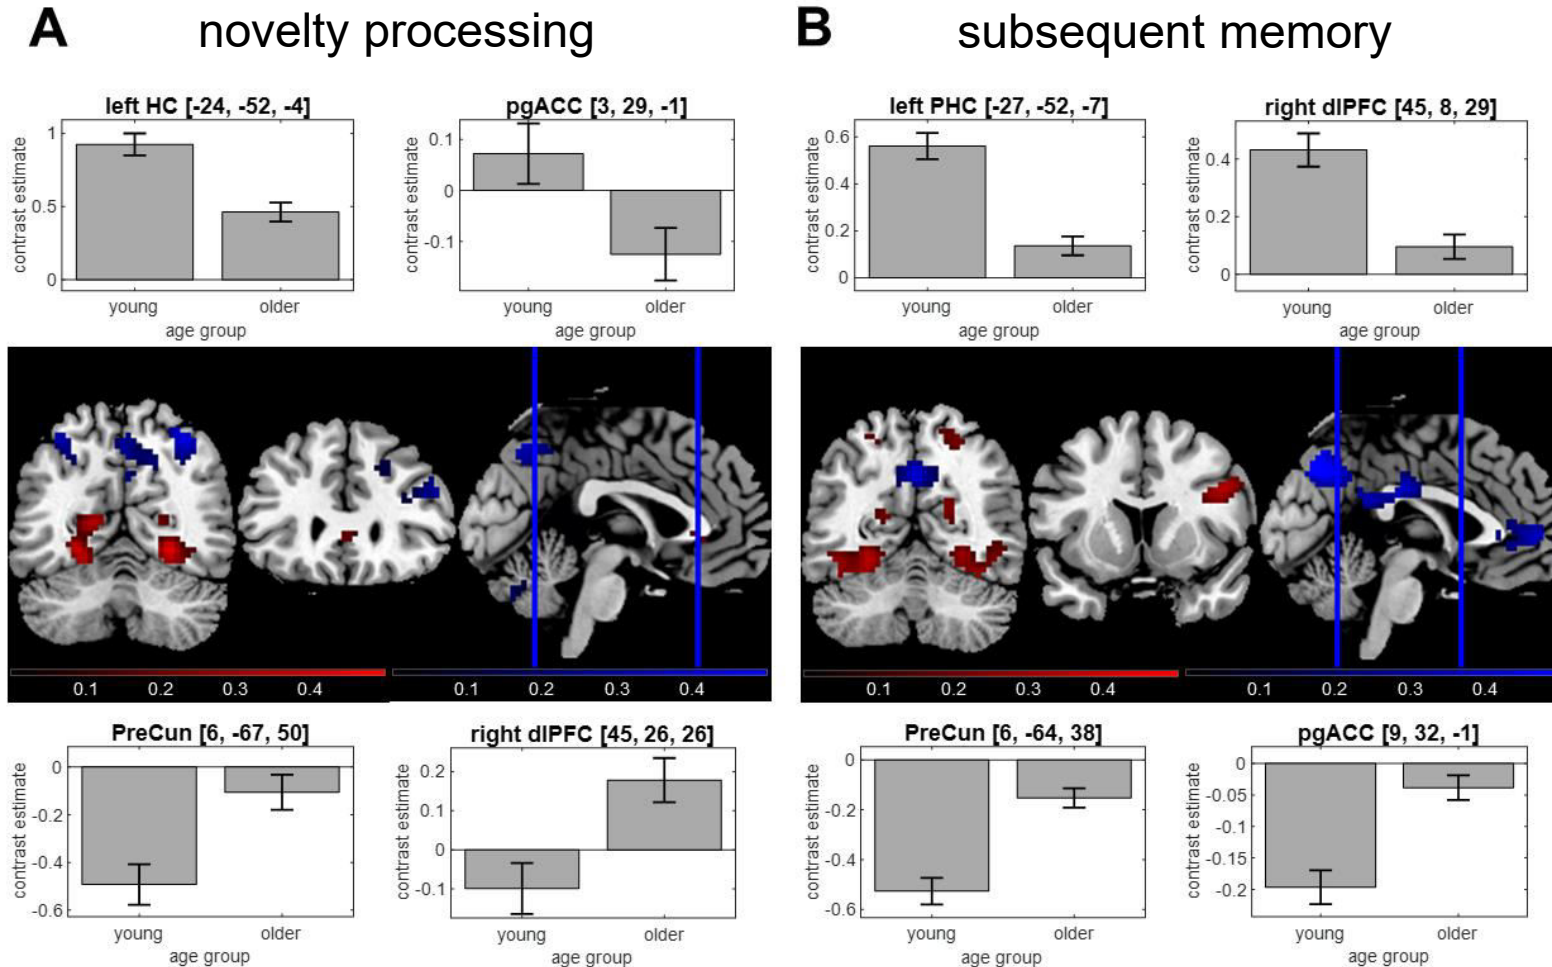 A novelty processing
B subsequent memory
left HC [-24, -52, -4]
contrast estimate
1
0.5
0
young older
age group
pgACC [3, 29, -1]
contrast estimate
0.1
0
-0.1
young older
age group
left PHC [-27, -52, -7]
contrast estimate
0.6
0.4
0.2
0
young older
age group
right dlPFC [45, 8, 29]
contrast estimate
0.4
0.2
0
young older
age group
0.1 0.2 0.3 0.4
0.1 0.2 0.3 0.4
0.1 0.2 0.3 0.4
0.1 0.2 0.3 0.4
PreCun [6, -67, 50]
contrast estimate
0
-0.2
-0.4
-0.6
young older
age group
right dlPFC [45, 26, 26]
contrast estimate
0.2
0.1
0
-0.1
young older
age group
PreCun [6, -64, 38]
contrast estimate
0
-0.2
-0.4
-0.6
young older
age group
pgACC [9, 32, -1]
contrast estimate
0
-0.05
-0.1
-0.15
-0.2
young older
age group